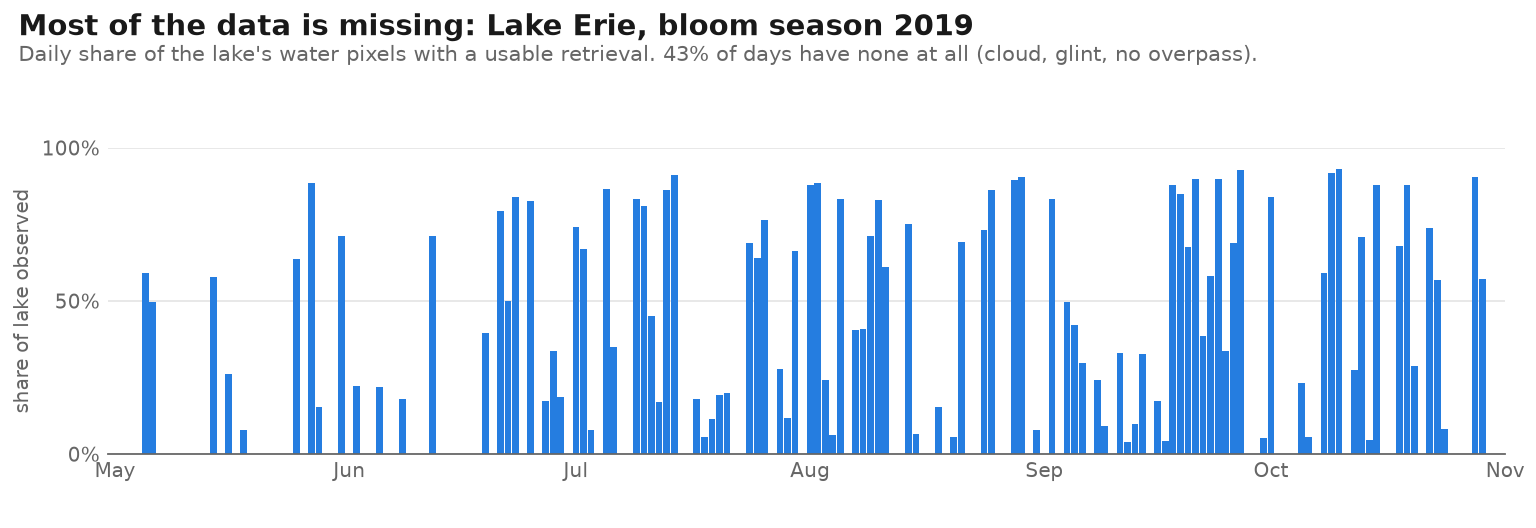 Most of the data is missing: Lake Erie, bloom season 2019
Daily share of the lake's water pixels with a usable retrieval. 43% of days have none at all (cloud, glint, no overpass).
share of lake observed
100%
50%
0%
May Jun Jul Aug Sep Oct Nov